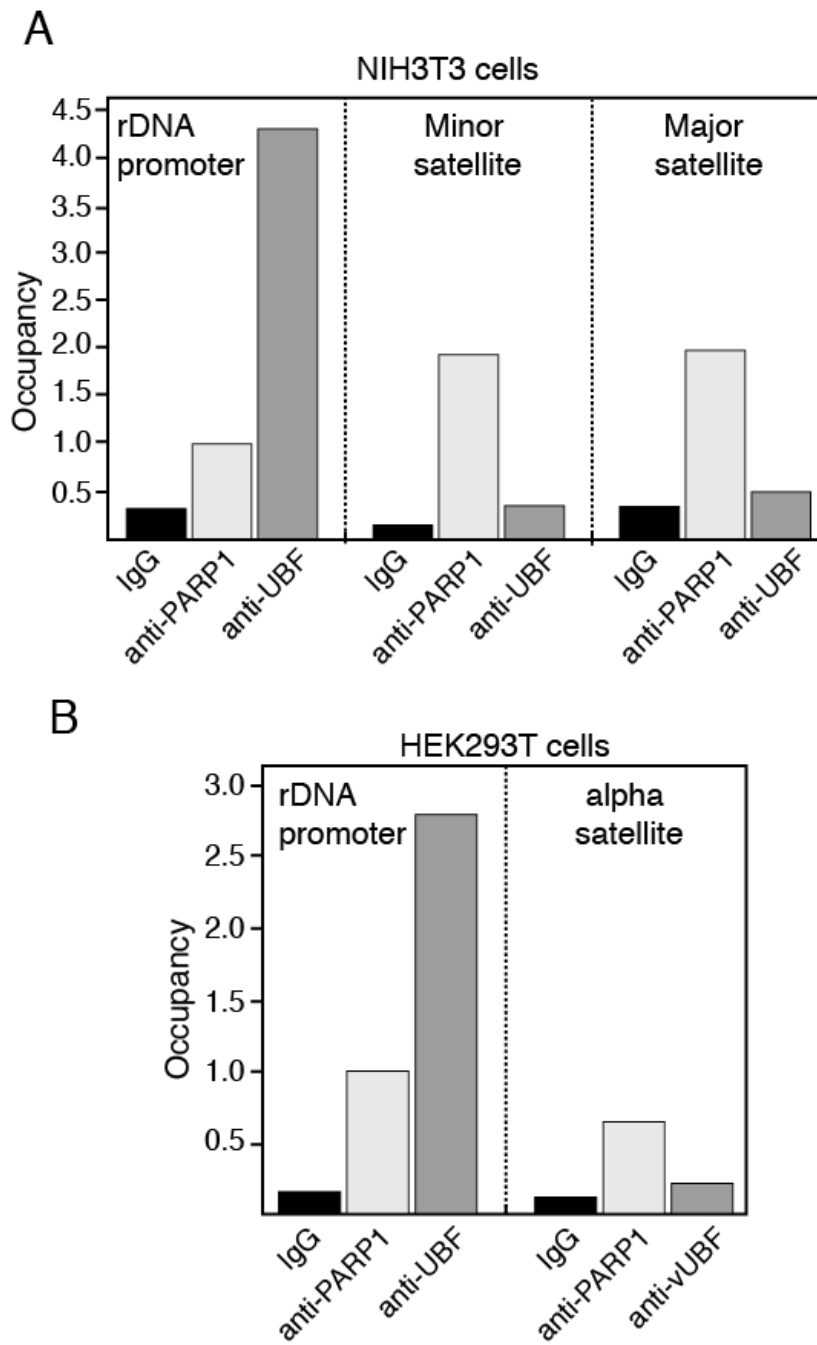 A
NIH3T3 cells
rDNA promoter
Minor satellite
Major satellite
Occupancy
4.5
4.0
3.5
3.0
2.5
2.0
1.5
1.0
0.5
IgG
anti-PARP1
anti-UBF
IgG
anti-PARP1
anti-UBF
IgG
anti-PARP1
anti-UBF
B
HEK293T cells
rDNA promoter
alpha satellite
Occupancy
3.0
2.5
2.0
1.5
1.0
0.5
IgG
anti-PARP1
anti-UBF
IgG
anti-PARP1
anti-vUBF